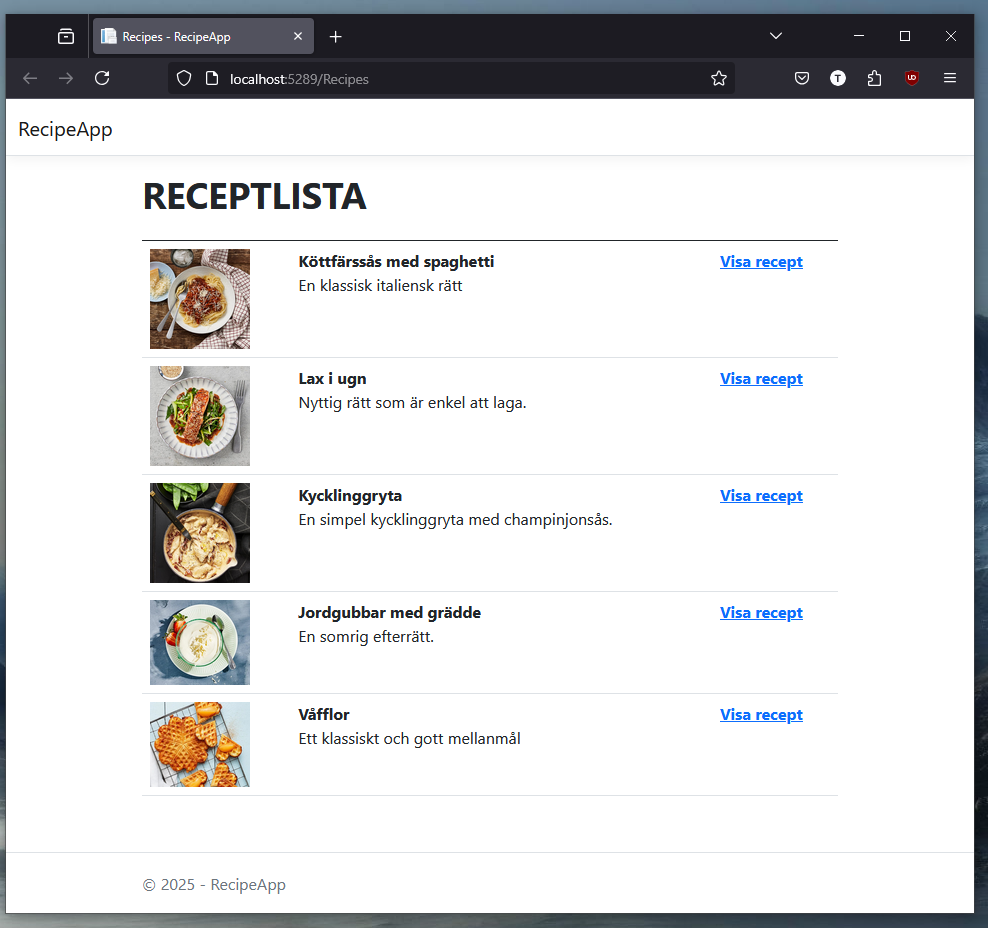 Recipes - RecipeApp
localhost:5289/Recipes
T
UD
RecipeApp
RECEPTLISTA
Köttfärssås med spaghetti
Visa recept
En klassisk italiensk rätt
Lax i ugn
Visa recept
Nyttig rätt som är enkel att laga.
Kycklinggryta
Visa recept
En simpel kycklinggryta med champinjonsås.
Jordgubbar med grädde
Visa recept
En somrig efterrätt.
Våfflor
Visa recept
Ett klassiskt och gott mellanmål
© 2025 - RecipeApp